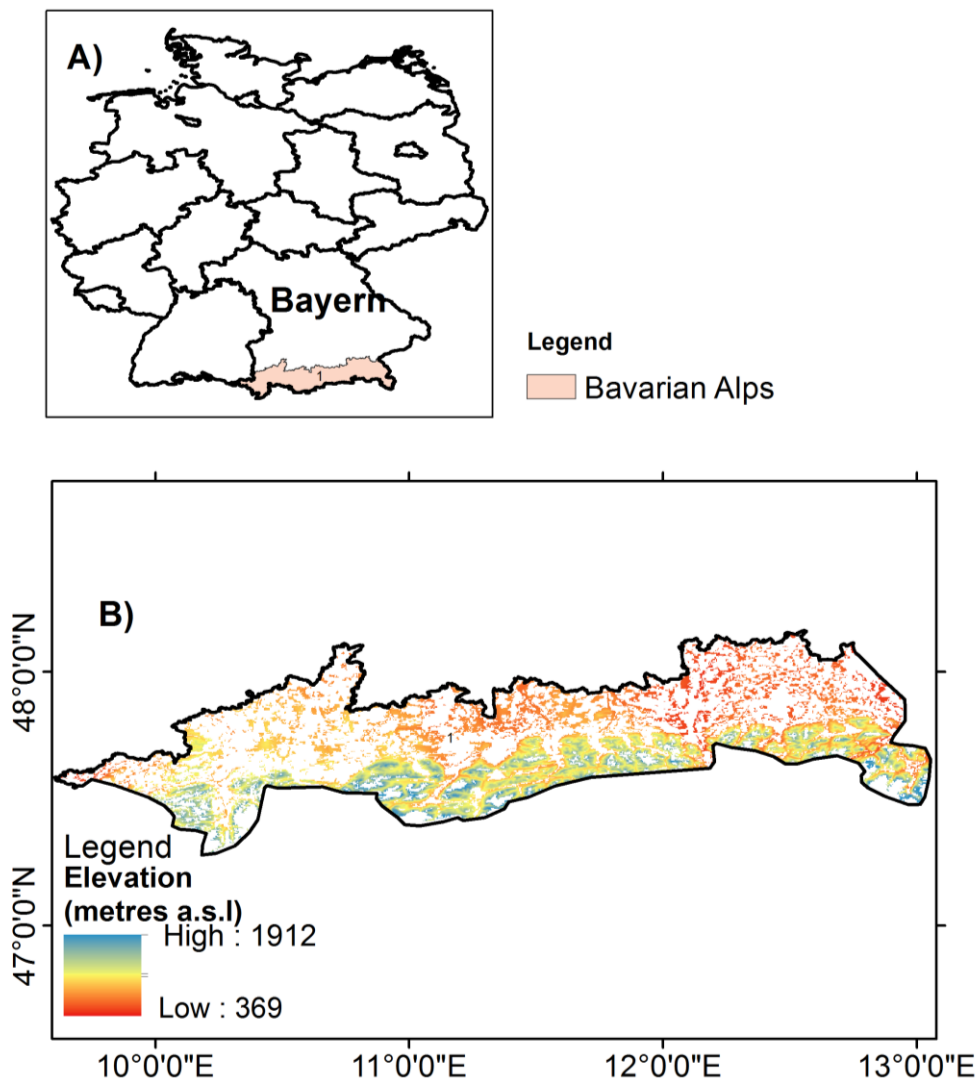 A)
Bayern
1
Legend
Bavarian Alps
B)
1
48°0'0"N
47°0'0"N
Legend
Elevation
(metres a.s.l)
High : 1912
Low : 369
10°0'0"E
11°0'0"E
12°0'0"E
13°0'0"E